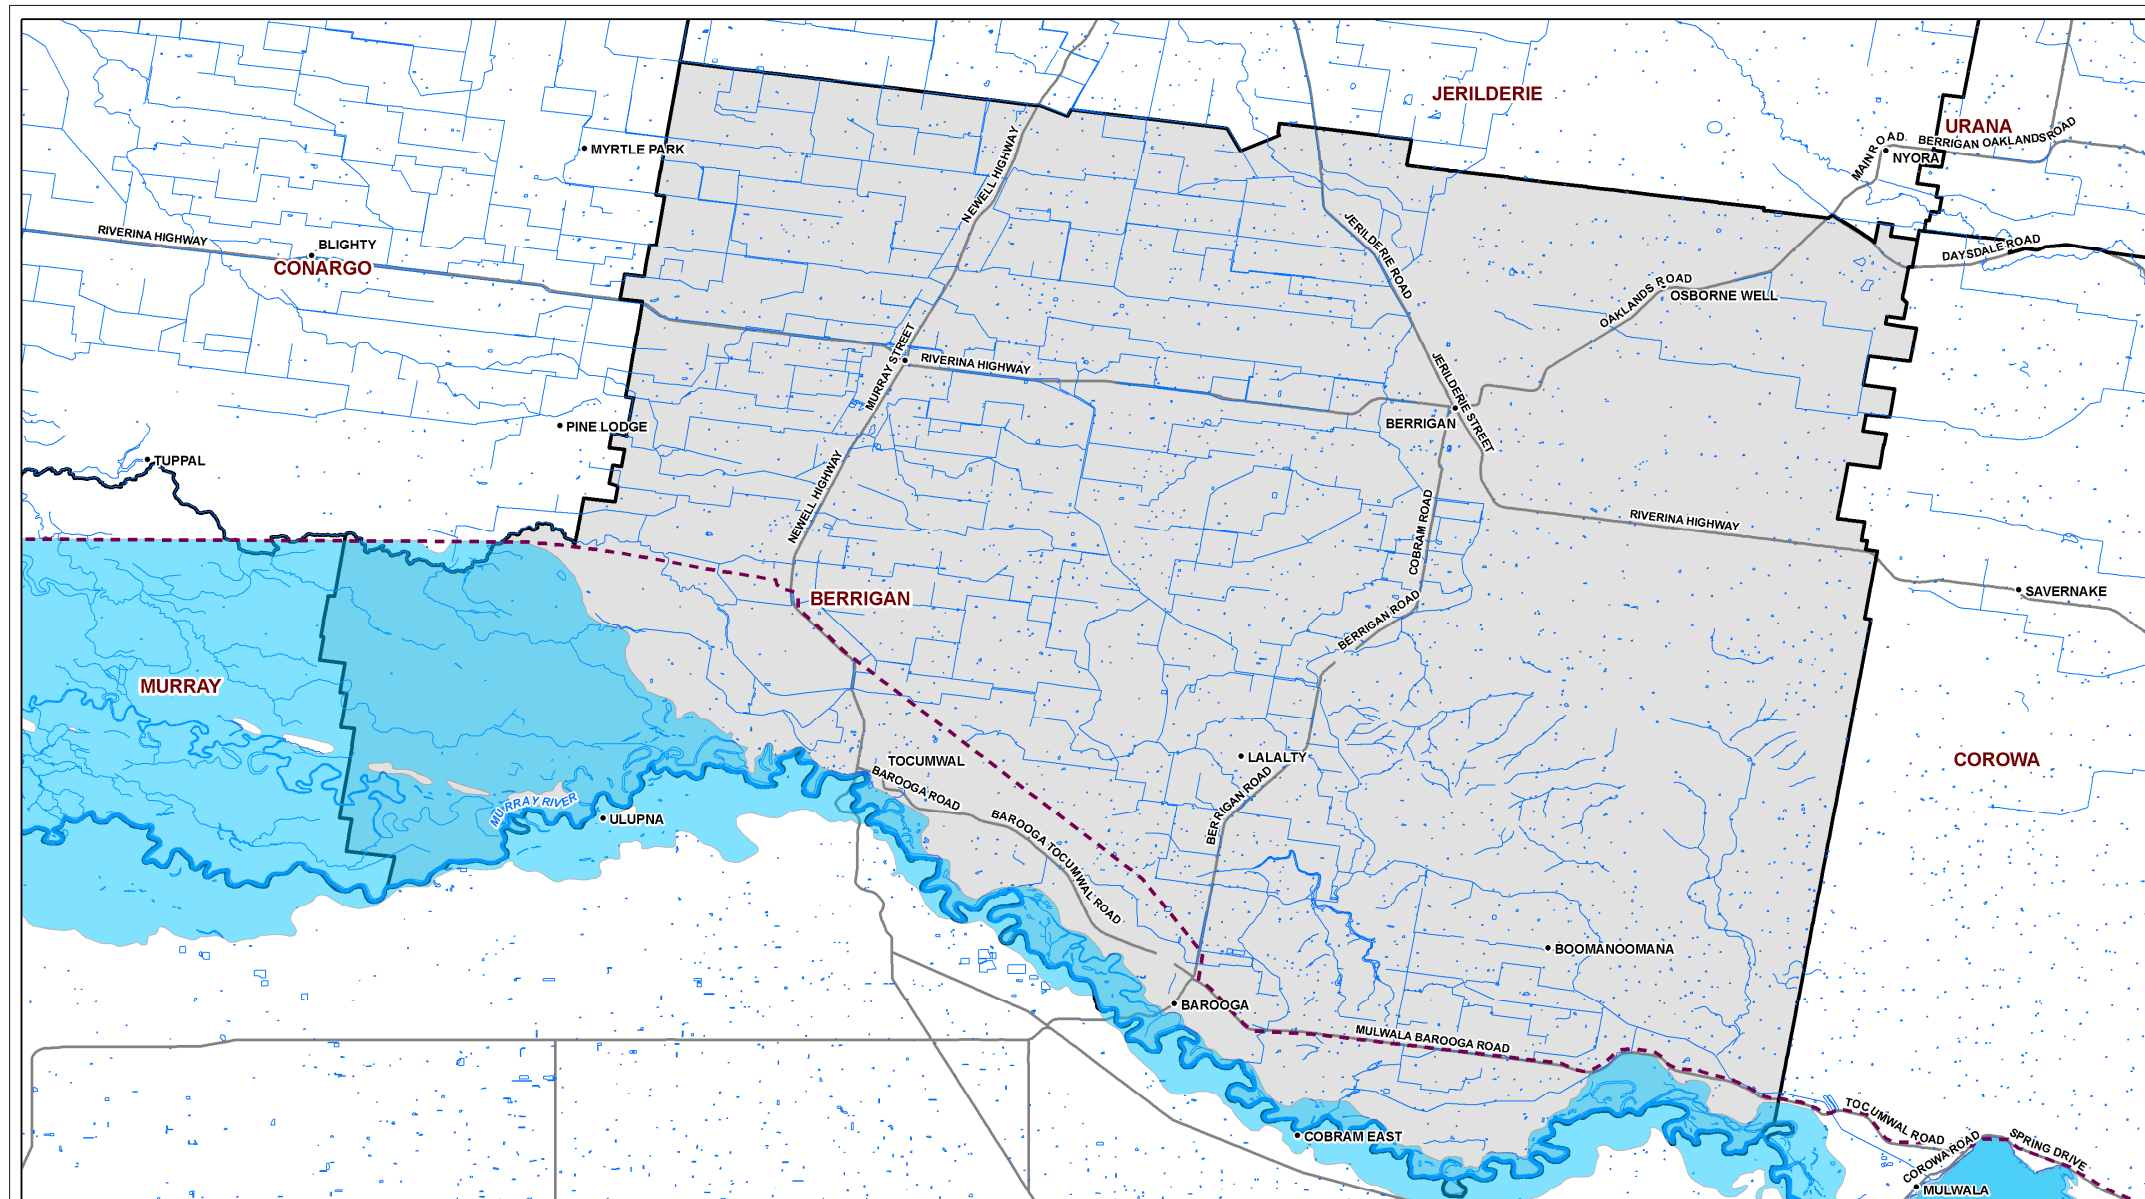 JERILDERIE
URANA
MAIN ROAD
BERRIGAN OAKLANDS ROAD
NYORA
MYRTLE PARK
NEWELL HIGHWAY
RIVERINA HIGHWAY
BLIGHTY
CONARGO
JERILDERIE ROAD
DAYSDALE ROAD
OAKLANDS ROAD
OSBORNE WELL
MURRAY STREET
RIVERINA HIGHWAY
JERILDERIE STREET
BERRIGAN
PINE LODGE
TUPPAL
NEWELL HIGHWAY
COBRAM ROAD
RIVERINA HIGHWAY
BERRIGAN
BERRIGAN ROAD
SAVERNAKE
MURRAY
TOCUMWAL
LALALTY
COROWA
BAROOGA ROAD
MURRAY RIVER
ULUPNA
BERRIGAN ROAD
BAROOGA TOCUMWAL ROAD
BOOMANOOMANA
BAROOGA
MULWALA BAROOGA ROAD
TOCUMWAL ROAD
COBRAM EAST
COROWA ROAD
SPRING DRIVE
MULWALA